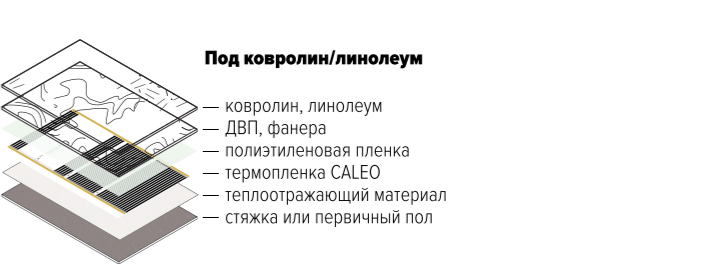 Под ковролин/линолеум
— ковролин, линолеум
— ДВП, фанера
— полиэтиленовая пленка
— термопленка CALEO
— теплоотражающий материал
— стяжка или первичный пол